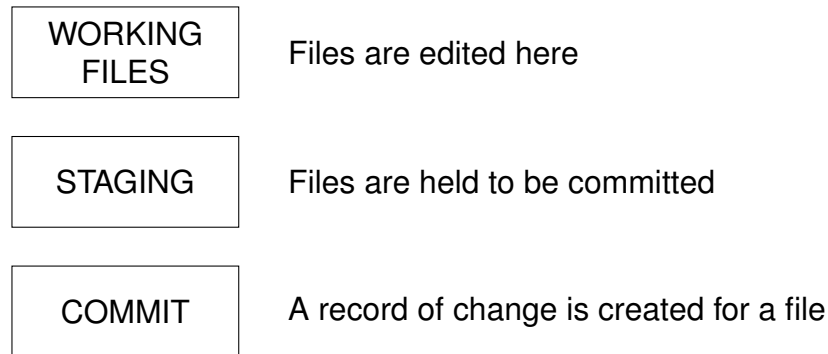 WORKING
FILES
Files are edited here
STAGING
Files are held to be committed
COMMIT
A record of change is created for a file